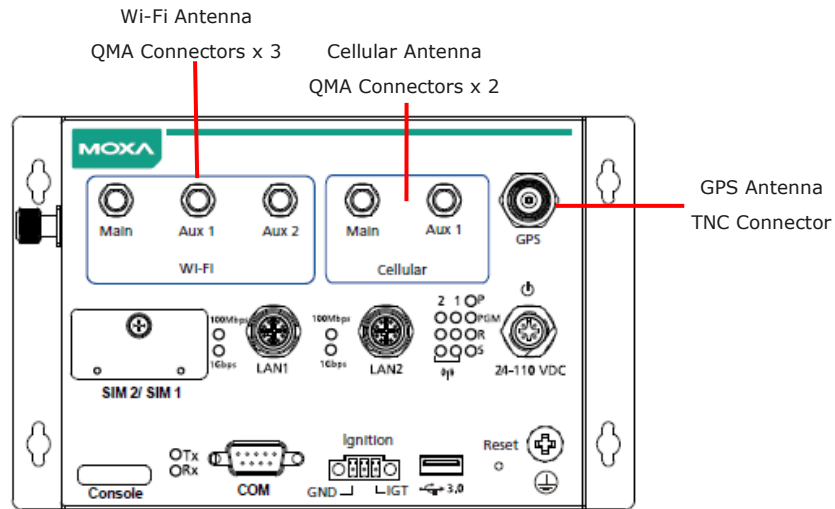 Wi-Fi Antenna
QMA Connectors x 3
Cellular Antenna
QMA Connectors x 2
GPS Antenna
TNC Connector
MOXA
Main
Aux 1
Aux 2
WI-FI
Main
Aux 1
Cellular
GPS
SIM 2/ SIM 1
100Mbps
1Gbps
LAN1
100Mbps
1Gbps
LAN2
2 1 P
PGM
R
S
24-110 VDC
Console
Tx
Rx
COM
Ignition
GND
IGT
3.0
Reset